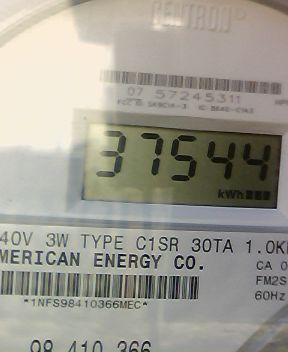 CENTRON
07 57245311
37544
kWh
40V 3W TYPE C1SR 30TA 1.0K
MERICAN ENERGY CO.
CA 0
FM2S
*1NFS98410366MEC*
60Hz
98 410 366